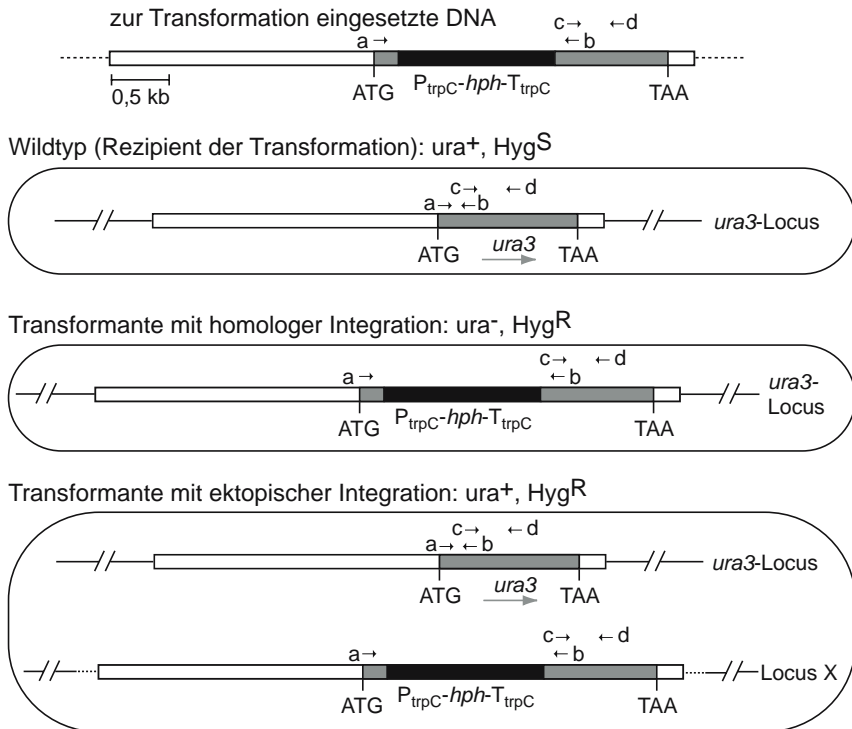 zur Transformation eingesetzte DNA
c→ ←d
a→ ←b
0,5 kb ATG PtrpC-hph-TtrpC TAA
Wildtyp (Rezipient der Transformation): ura+, HygS
c→ ←d
a→ ←b
ura3-Locus
ATG ura3 TAA
Transformante mit homologer Integration: ura-, HygR
c→ ←d
a→ ←b
ura3-
Locus
ATG PtrpC-hph-TtrpC TAA
Transformante mit ektopischer Integration: ura+, HygR
c→ ←d
a→ ←b
ura3-Locus
ATG ura3 TAA
c→ ←d
a→ ←b
Locus X
ATG PtrpC-hph-TtrpC TAA